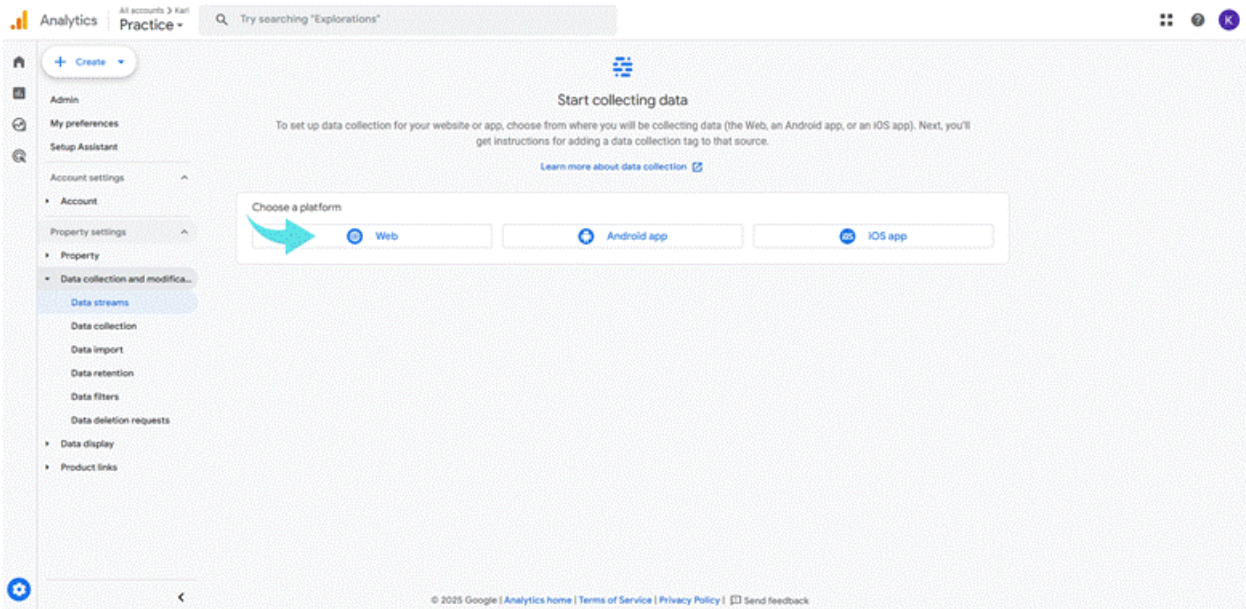 Analytics
All accounts > Karl
Practice
Try searching "Explorations"
K
Create
Admin
My preferences
Setup Assistant
Account settings
Account
Property settings
Property
Data collection and modifica...
Data streams
Data collection
Data import
Data retention
Data filters
Data deletion requests
Data display
Product links
Start collecting data
To set up data collection for your website or app, choose from where you will be collecting data (the Web, an Android app, or an iOS app). Next, you'll
get instructions for adding a data collection tag to that source.
Learn more about data collection
Choose a platform
Web
Android app
iOS iOS app
© 2025 Google | Analytics home | Terms of Service | Privacy Policy | Send feedback